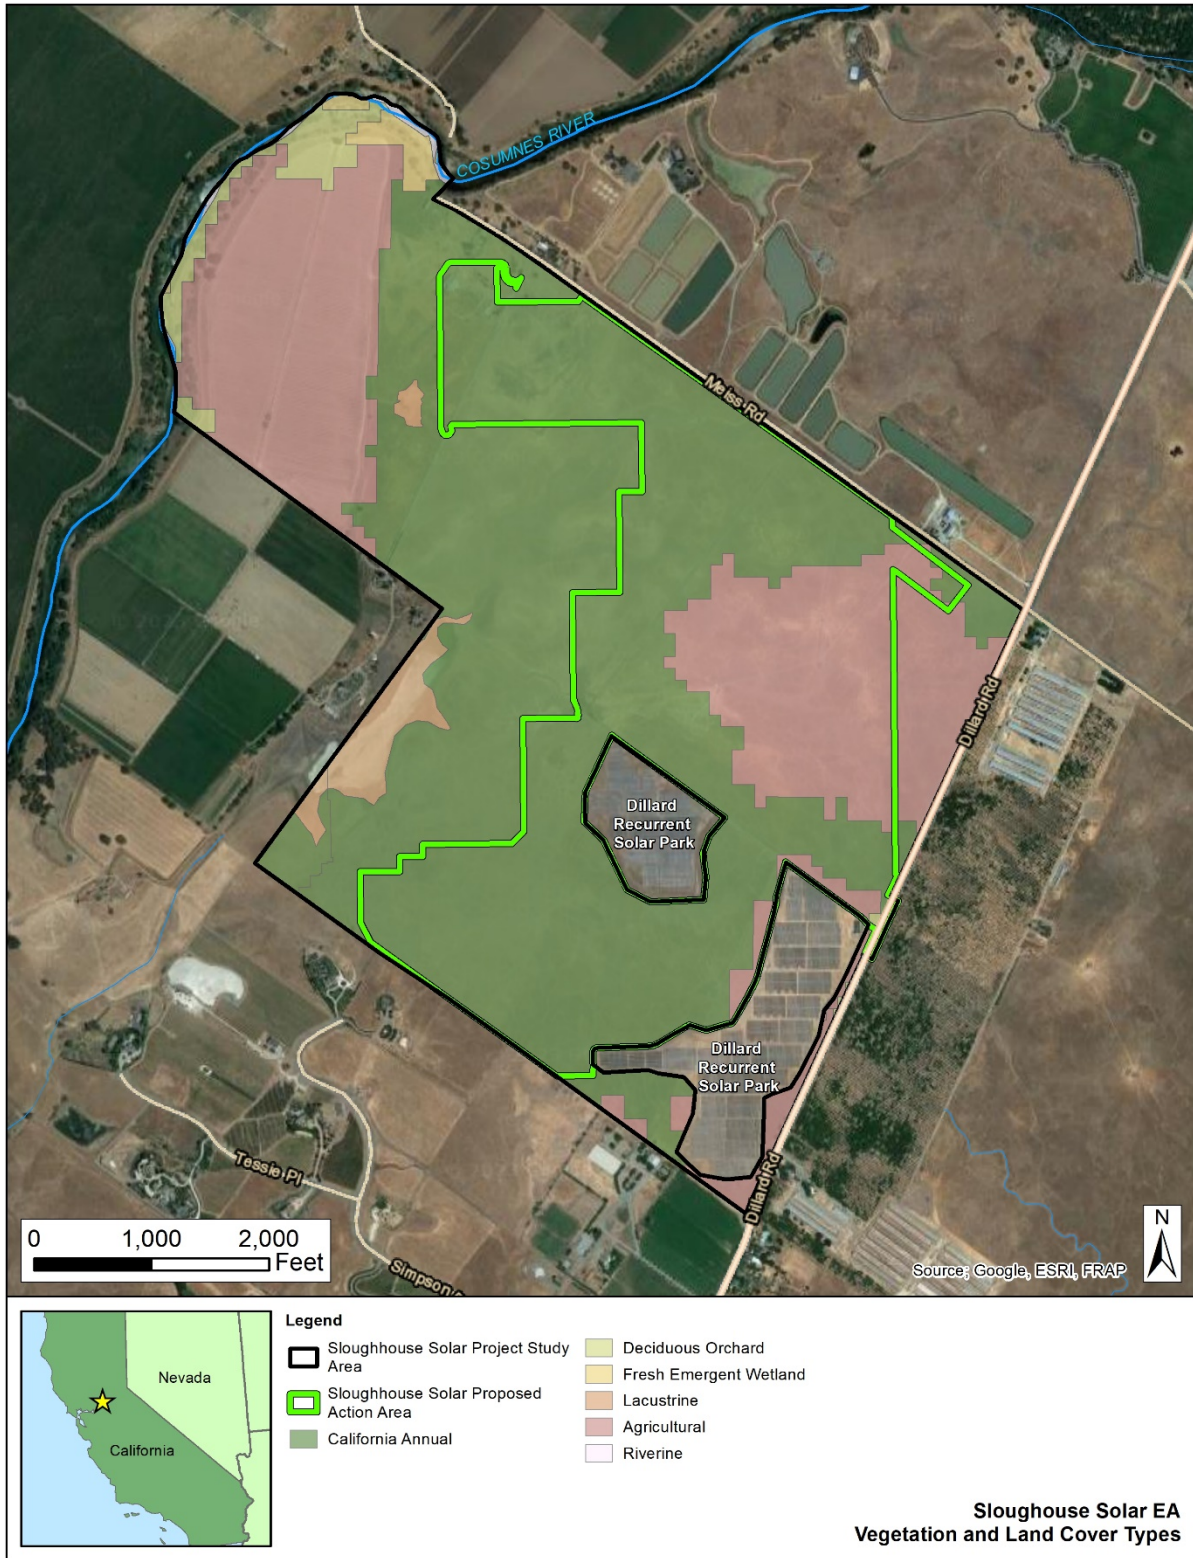 COSUMNES RIVER
Meiss Rd
Dillard Rd
Dillard
Recurrent
Solar Park
Dillard
Recurrent
Solar Park
Dillard Rd
Tessie Pl
0 1,000 2,000
Feet
N
Source; Google, ESRI, FRAP
Nevada
California
Legend
Sloughhouse Solar Project Study
Area
Sloughhouse Solar Proposed
Action Area
California Annual
Deciduous Orchard
Fresh Emergent Wetland
Lacustrine
Agricultural
Riverine
Sloughouse Solar EA
Vegetation and Land Cover Types